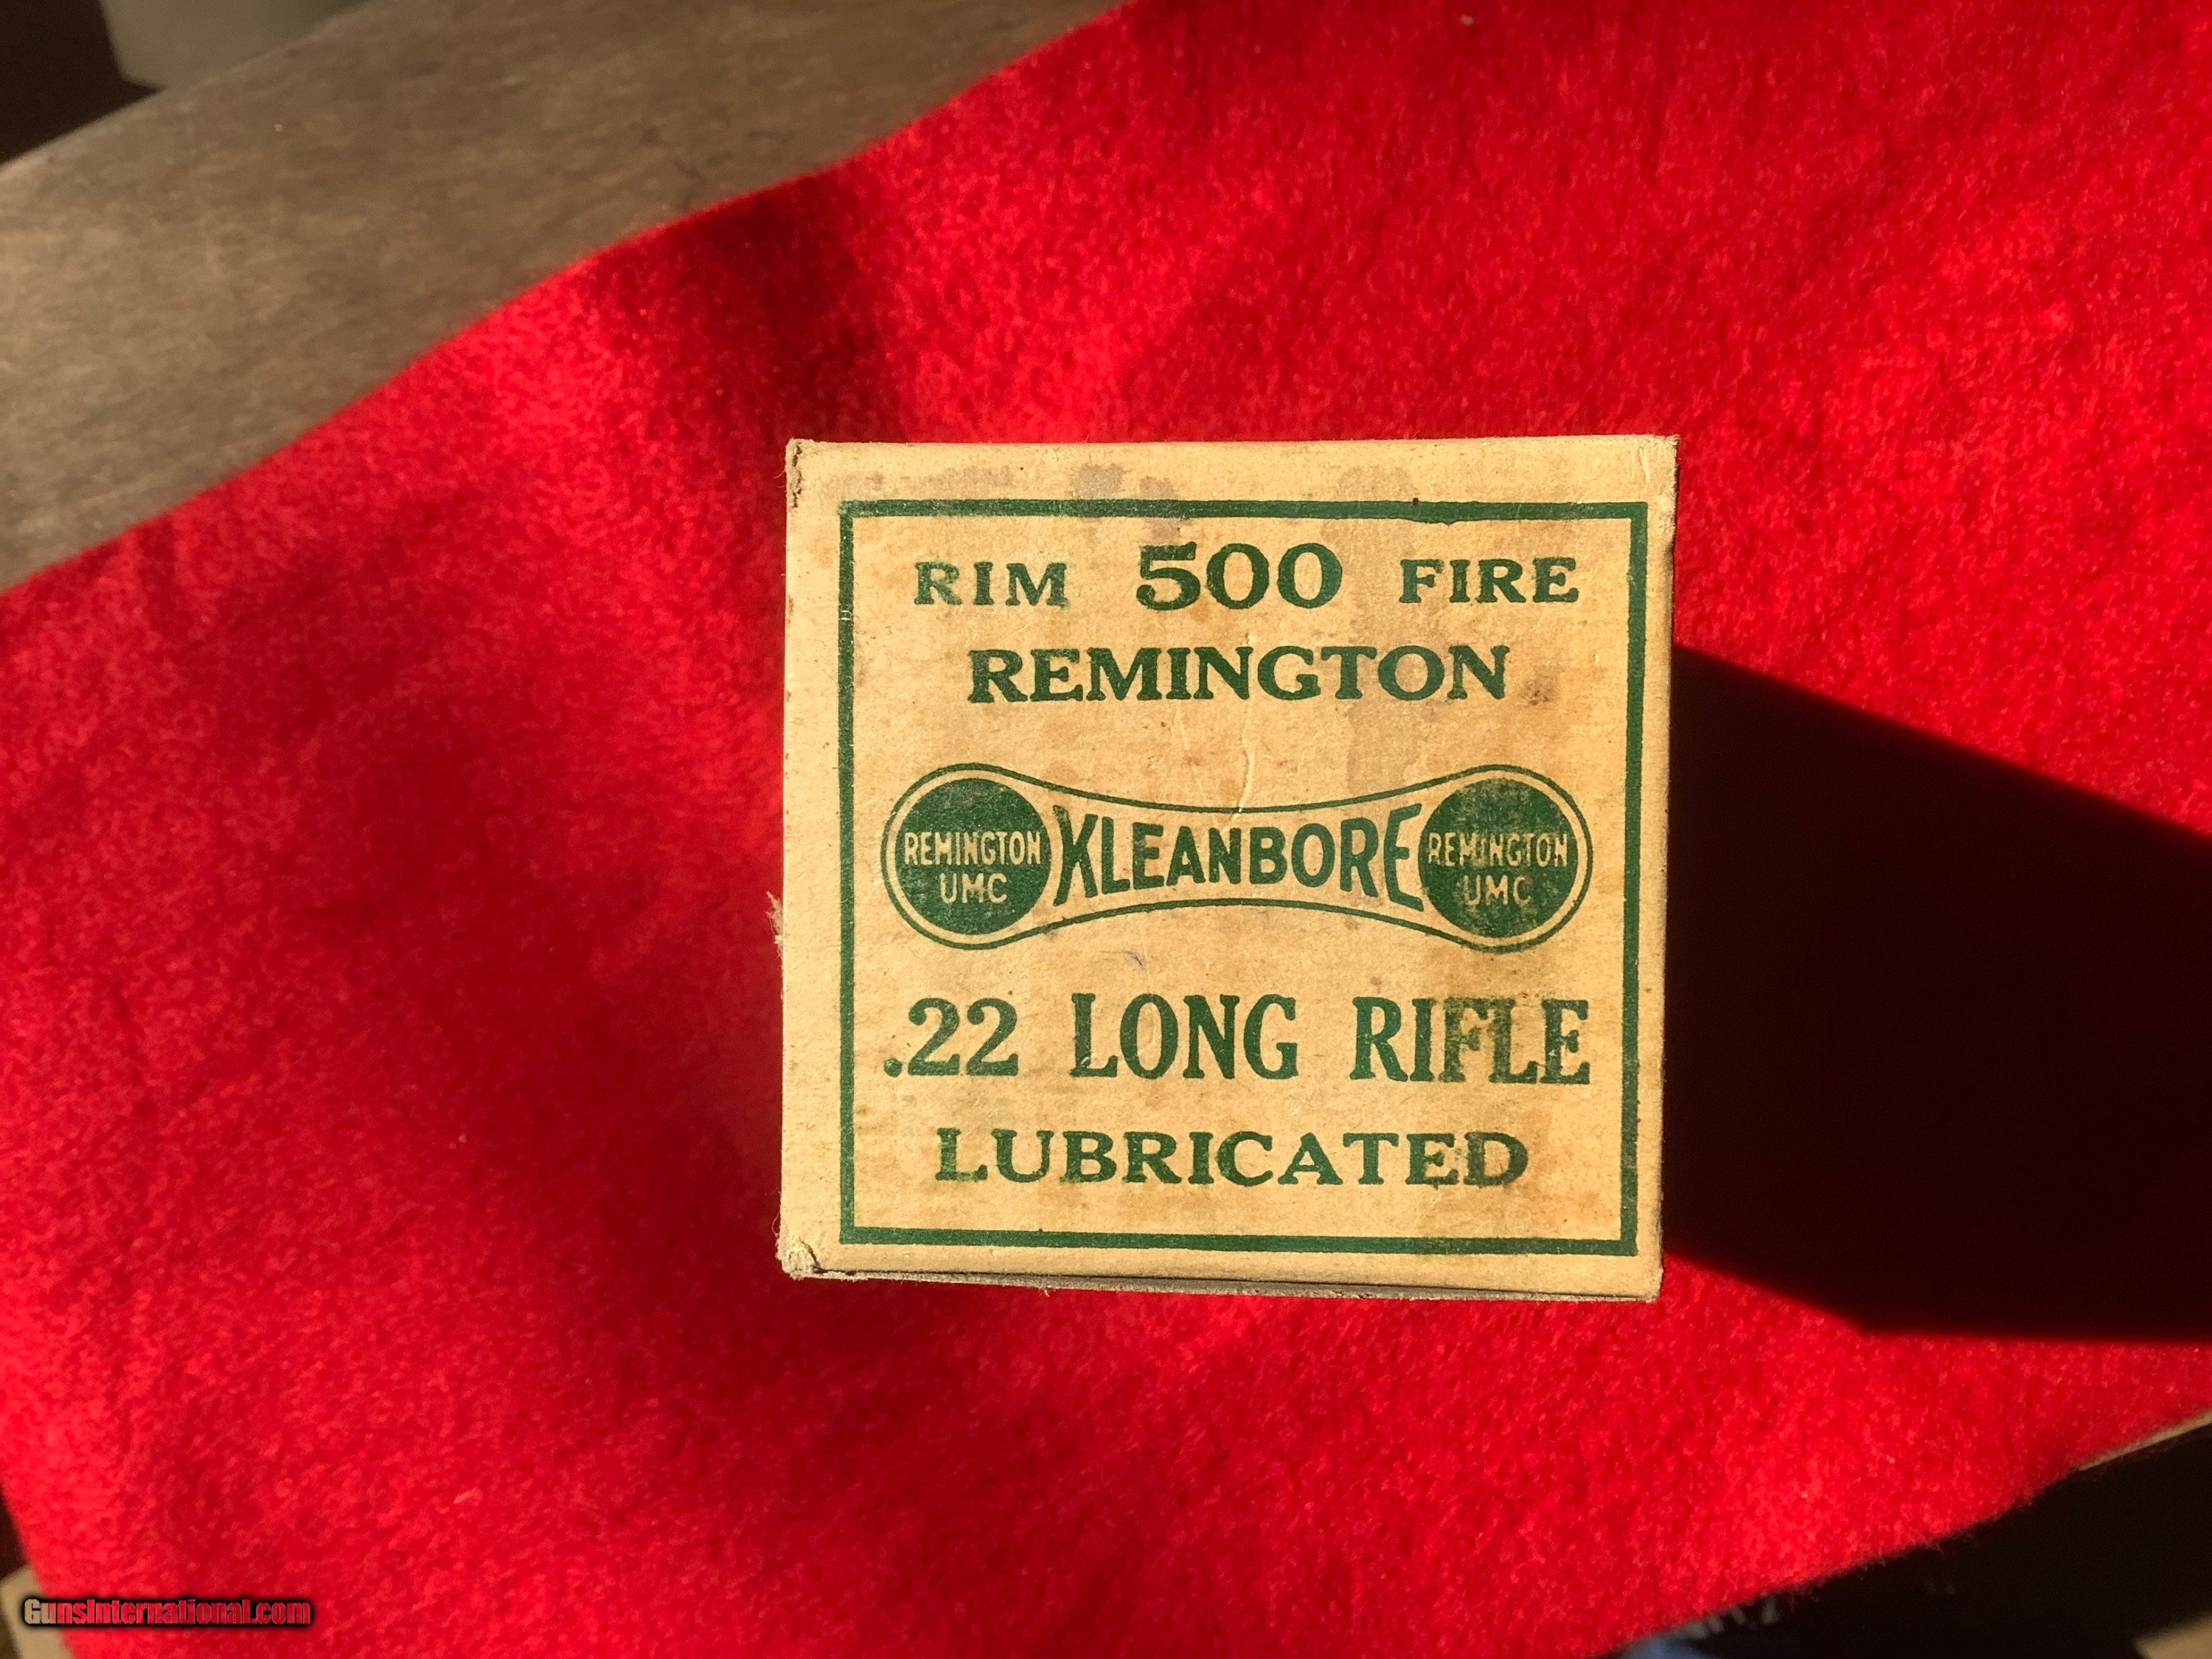 RIM 500 FIRE
REMINGTON
REMINGTON UMC KLEANBORE REMINGTON UMC
.22 LONG RIFLE
LUBRICATED
GunsInternational.com